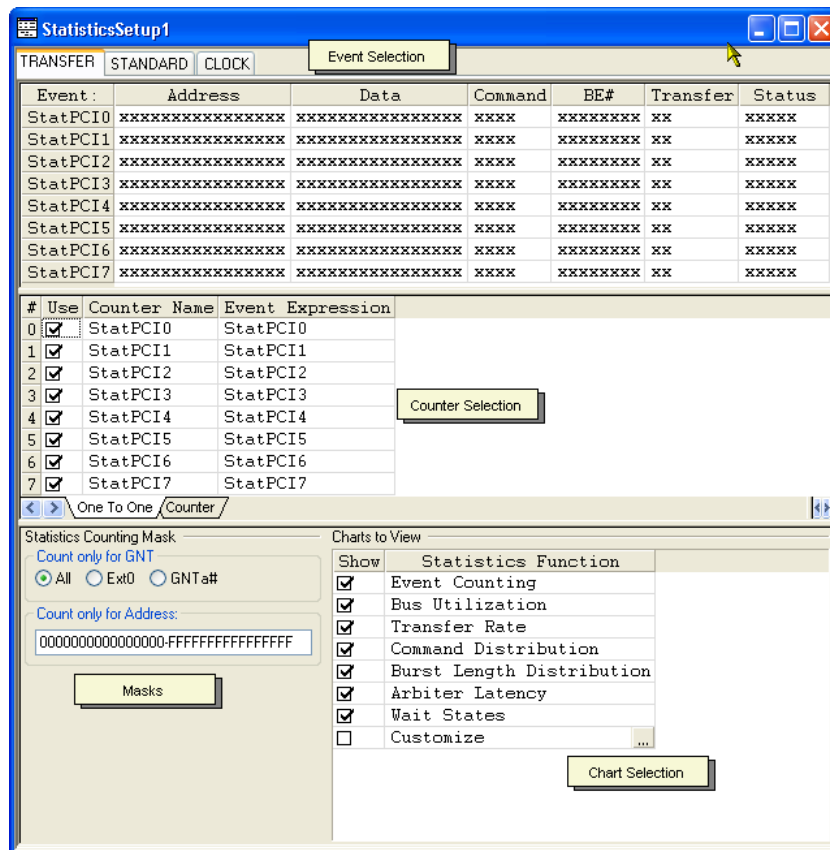 StatisticsSetup1
TRANSFER STANDARD CLOCK Event Selection
Event: Address Data Command BE# Transfer Status
StatPCI0 xxxxxxxxxxxxxxxx xxxxxxxxxxxxxxxx xxxx xxxxxxxx xx xxxxx
StatPCI1 xxxxxxxxxxxxxxxx xxxxxxxxxxxxxxxx xxxx xxxxxxxx xx xxxxx
StatPCI2 xxxxxxxxxxxxxxxx xxxxxxxxxxxxxxxx xxxx xxxxxxxx xx xxxxx
StatPCI3 xxxxxxxxxxxxxxxx xxxxxxxxxxxxxxxx xxxx xxxxxxxx xx xxxxx
StatPCI4 xxxxxxxxxxxxxxxx xxxxxxxxxxxxxxxx xxxx xxxxxxxx xx xxxxx
StatPCI5 xxxxxxxxxxxxxxxx xxxxxxxxxxxxxxxx xxxx xxxxxxxx xx xxxxx
StatPCI6 xxxxxxxxxxxxxxxx xxxxxxxxxxxxxxxx xxxx xxxxxxxx xx xxxxx
StatPCI7 xxxxxxxxxxxxxxxx xxxxxxxxxxxxxxxx xxxx xxxxxxxx xx xxxxx
# Use Counter Name Event Expression
0 StatPCI0 StatPCI0
1 StatPCI1 StatPCI1
2 StatPCI2 StatPCI2
3 StatPCI3 StatPCI3
Counter Selection
4 StatPCI4 StatPCI4
5 StatPCI5 StatPCI5
6 StatPCI6 StatPCI6
7 StatPCI7 StatPCI7
One To One Counter
Statistics Counting Mask
Count only for GNT
All Ext0 GNTa#
Count only for Address:
0000000000000000-FFFFFFFFFFFFFFFF
Masks
Charts to View
Show Statistics Function
Event Counting
Bus Utilization
Transfer Rate
Command Distribution
Burst Length Distribution
Arbiter Latency
Wait States
Customize ...
Chart Selection